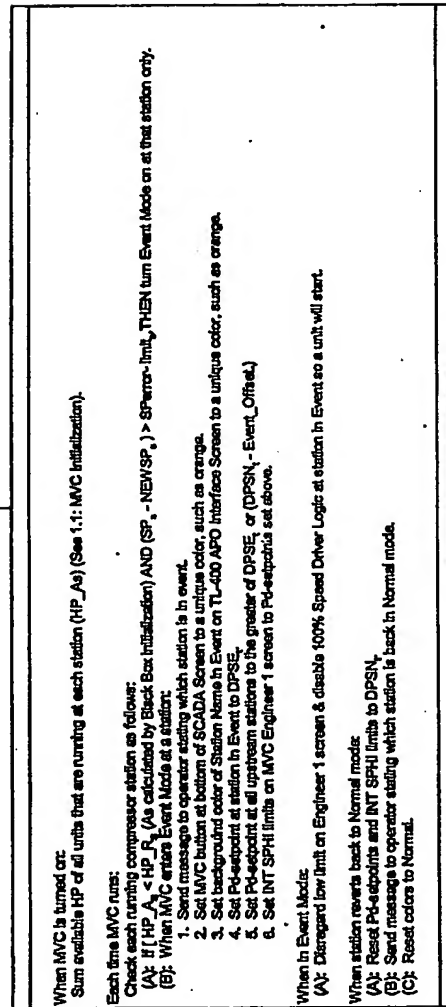 When MVC is turned on:
Sum available HP of all units that are running at each station (HP_As) (See 1.1: MVC Initialization).
Each time MVC runs:
Check each running compressor station as follows:
(A): If [ HP_As < HP_Rs (As calculated by Black Box Initialization) AND (SPs - NEWSPs) > SPerror-limit, THEN turn Event Mode on at that station only.
(B): When MVC enters Event Mode at a station:
1. Send message to operator stating which station is in event.
2. Set MVC button at bottom of SCADA Screen to a unique color, such as orange.
3. Set background color of Station Name in Event on TL-400 APO Interface Screen to a unique color, such as orange.
4. Set Pd-setpoint at station in Event to DPSE
5. Set Pd-setpoint at all upstream stations to the greater of DPSE or (DPSN - Event_Offset.)
6. Set INT SPHI limits on MVC Engineer 1 screen to Pd-setpoints set above.
When in Event Mode:
(A): Disregard low limit on Engineer 1 screen & disable 100% Speed Driver Logic at station in Event so a unit will start.
When station reverts back to Normal mode:
(A): Reset Pd-setpoints and INT SPHI limits to DPSN
(B): Send message to operator stating which station is back in Normal mode.
(C): Reset colors to Normal.